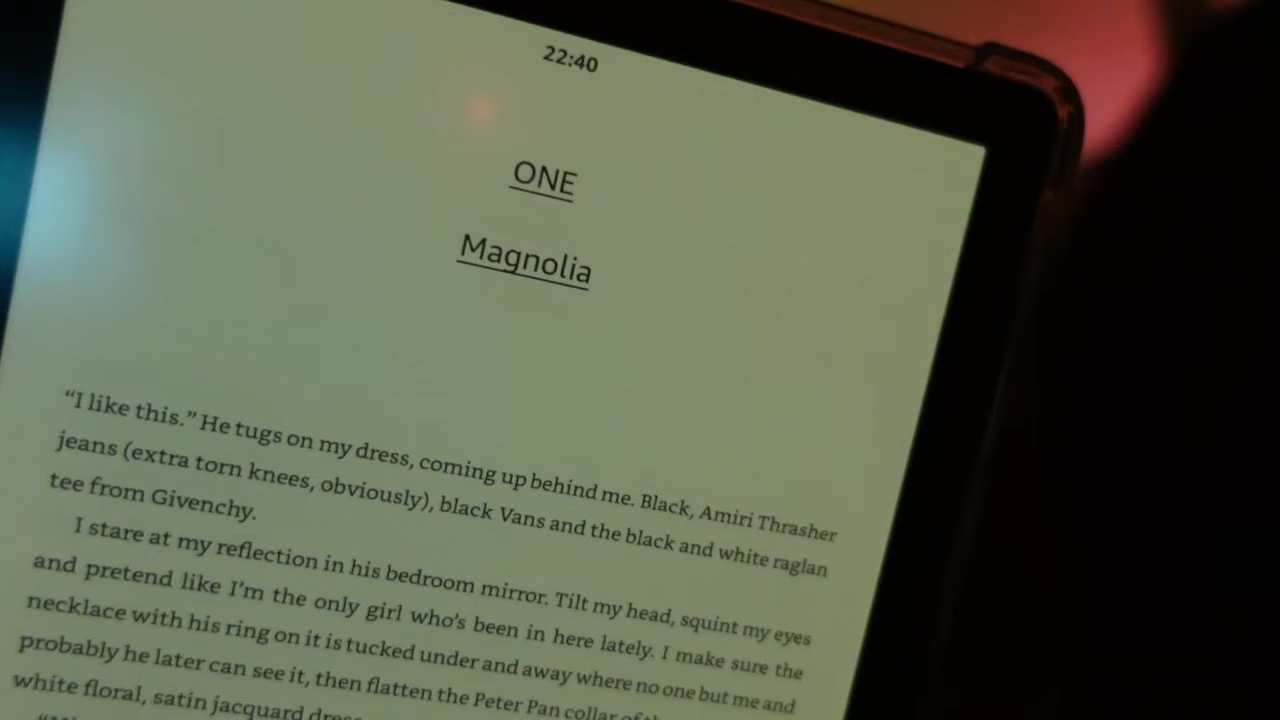 22:40
ONE
Magnolia
“I like this.” He tugs on my dress, coming up behind me. Black, Amiri Thrasher
jeans (extra torn knees, obviously), black Vans and the black and white raglan
tee from Givenchy.
I stare at my reflection in his bedroom mirror. Tilt my head, squint my eyes
and pretend like I’m the only girl who’s been in here lately. I make sure the
necklace with his ring on it is tucked under and away where no one but me and
probably he later can see it, then flatten the Peter Pan collar of
white floral, satin jacquard